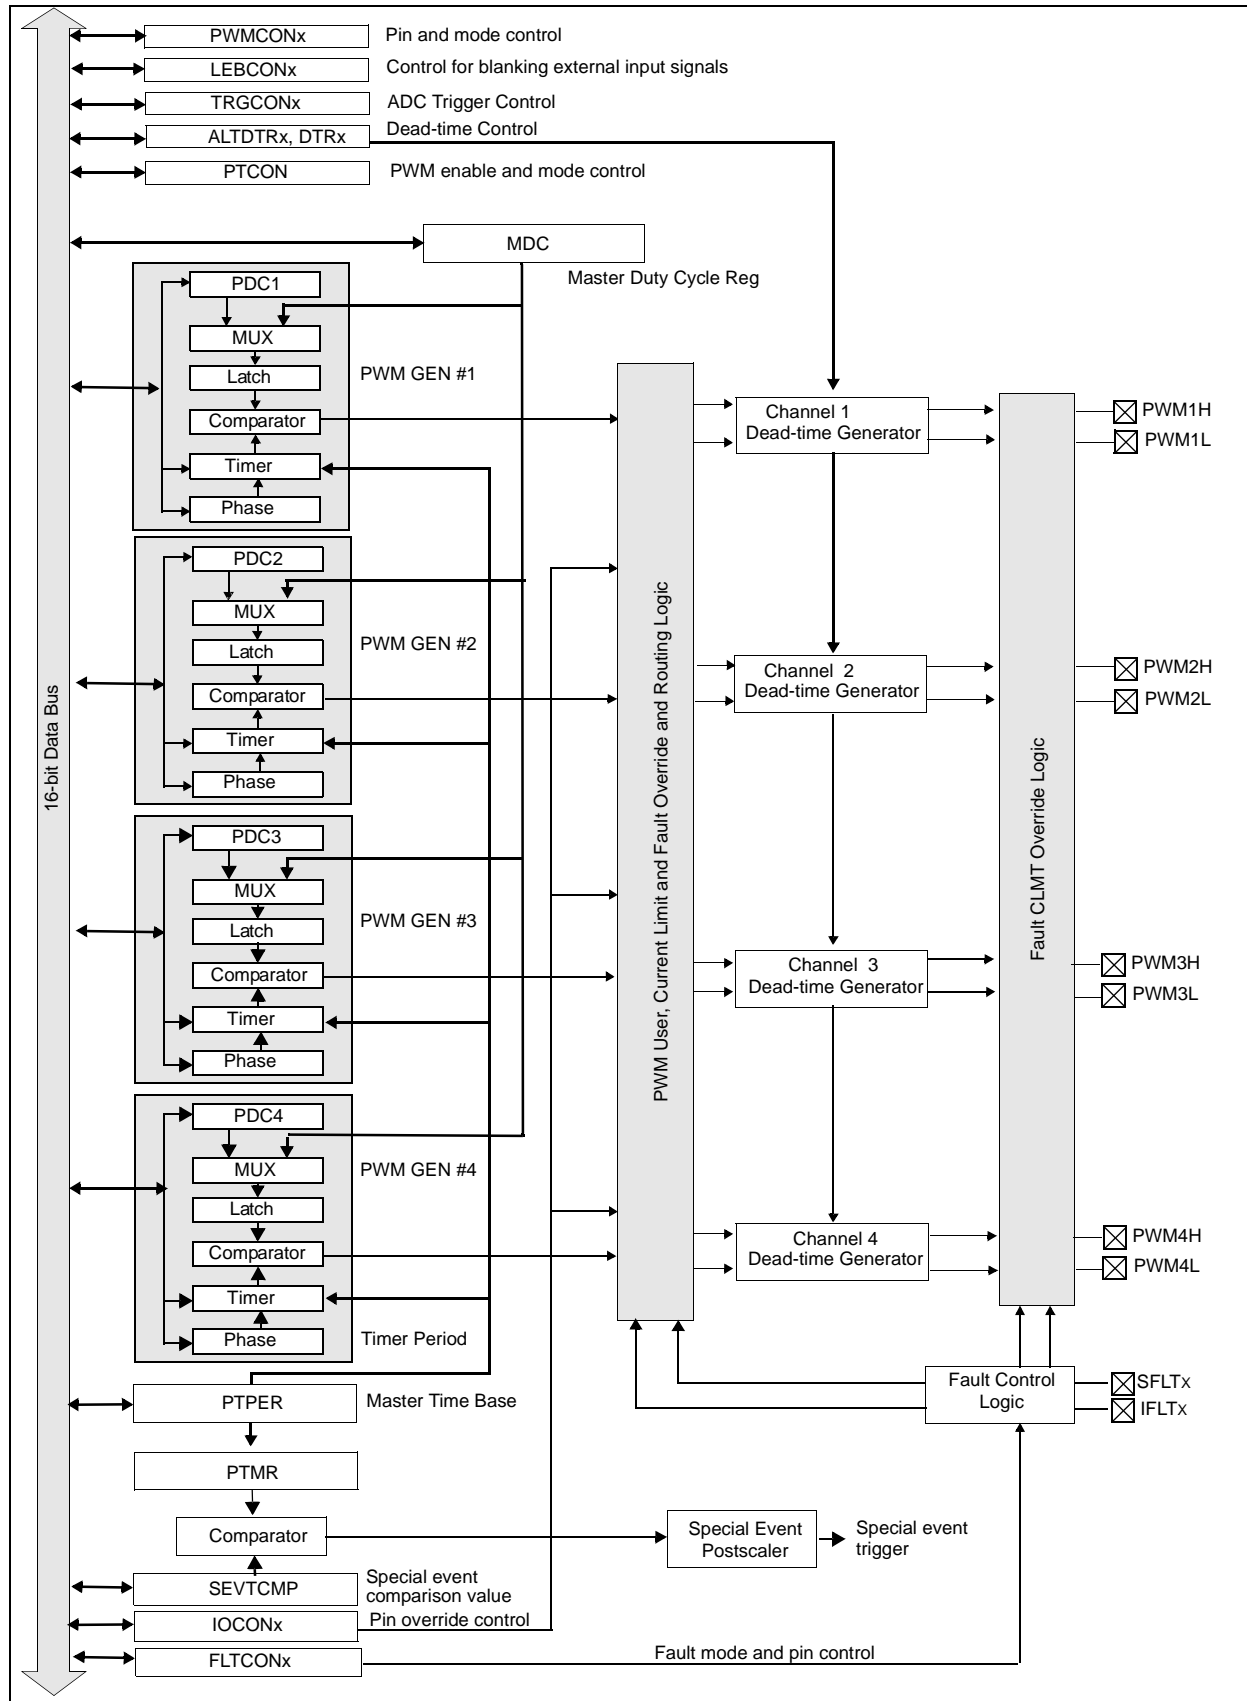 PWMCONx
Pin and mode control
LEBCONx
Control for blanking external input signals
TRGCONx
ADC Trigger Control
ALTDTRx, DTRx
Dead-time Control
PTCON
PWM enable and mode control
MDC
Master Duty Cycle Reg
16-bit Data Bus
PDC1
MUX
Latch
Comparator
Timer
Phase
PWM GEN #1
PDC2
MUX
Latch
Comparator
Timer
Phase
PWM GEN #2
PDC3
MUX
Latch
Comparator
Timer
Phase
PWM GEN #3
PDC4
MUX
Latch
Comparator
Timer
Phase
PWM GEN #4
Timer Period
PWM User, Current Limit and Fault Override and Routing Logic
Channel 1
Dead-time Generator
Channel 2
Dead-time Generator
Channel 3
Dead-time Generator
Channel 4
Dead-time Generator
Fault CLMT Override Logic
PWM1H
PWM1L
PWM2H
PWM2L
PWM3H
PWM3L
PWM4H
PWM4L
Fault Control
Logic
SFLTX
IFLTX
PTPER
Master Time Base
PTMR
Comparator
Special Event
Postscaler
Special event
trigger
SEVTCMP
Special event
comparison value
IOCONx
Pin override control
FLTCONx
Fault mode and pin control